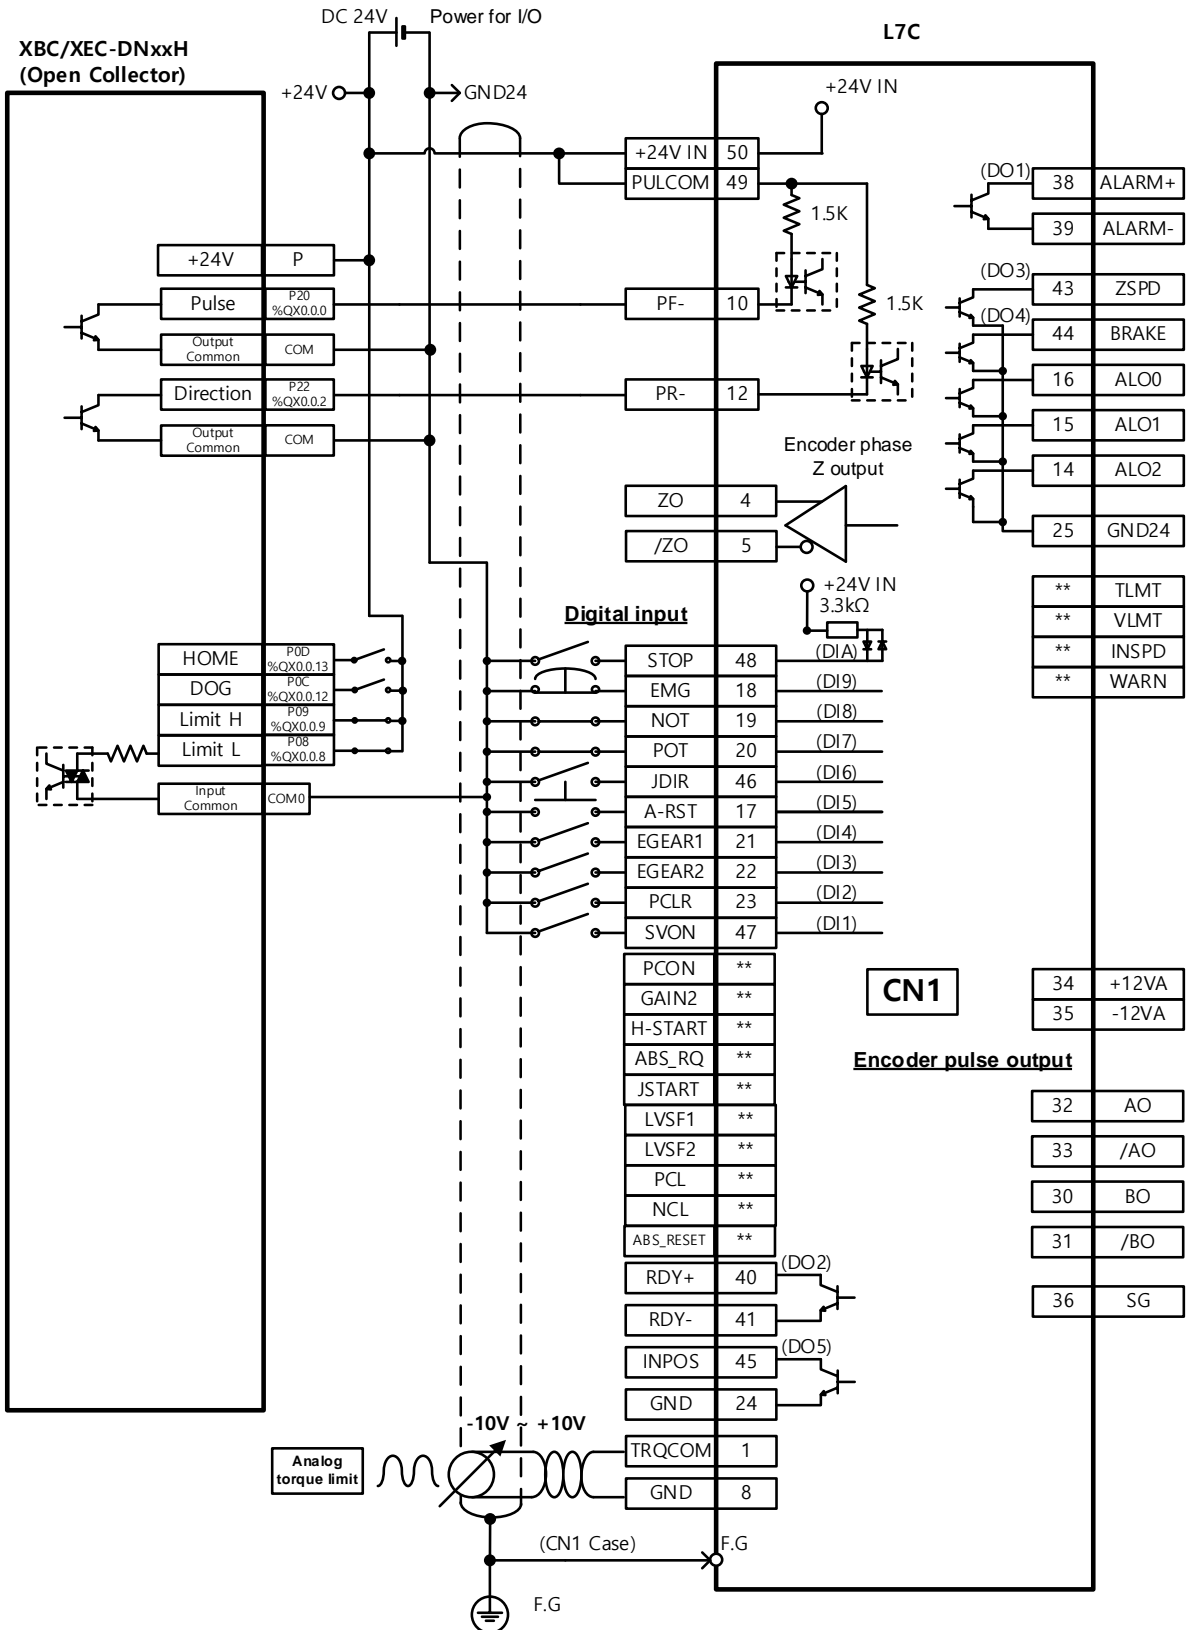 DC 24V
Power for I/O
L7C
XBC/XEC-DNxxH
(Open Collector)
+24V
GND24
+24V IN
+24V IN 50
PULCOM 49
1.5K
1.5K
+24V P
Pulse P20
%QX0.0.0
Output
Common COM
Direction P22
%QX0.0.2
Output
Common COM
PF- 10
PR- 12
Encoder phase
Z output
ZO 4
/ZO 5
(DO1) 38 ALARM+
39 ALARM-
(DO3) 43 ZSPD
(DO4) 44 BRAKE
16 ALO0
15 ALO1
14 ALO2
25 GND24
** TLMT
** VLMT
** INSPD
** WARN
+24V IN
3.3kΩ
Digital input
HOME P0D
%QX0.0.13
DOG P0C
%QX0.0.12
Limit H P09
%QX0.0.9
Limit L P08
%QX0.0.8
Input
Common COM0
STOP 48 (DIA)
EMG 18 (DI9)
NOT 19 (DI8)
POT 20 (DI7)
JDIR 46 (DI6)
A-RST 17 (DI5)
EGEAR1 21 (DI4)
EGEAR2 22 (DI3)
PCLR 23 (DI2)
SVON 47 (DI1)
PCON **
GAIN2 **
H-START **
ABS_RQ **
JSTART **
LVSF1 **
LVSF2 **
PCL **
NCL **
ABS_RESET **
CN1
34 +12VA
35 -12VA
Encoder pulse output
32 AO
33 /AO
30 BO
31 /BO
36 SG
RDY+ 40 (DO2)
RDY- 41
INPOS 45 (DO5)
GND 24
-10V ~ +10V
Analog
torque limit
TRQCOM 1
GND 8
(CN1 Case)
F.G
F.G